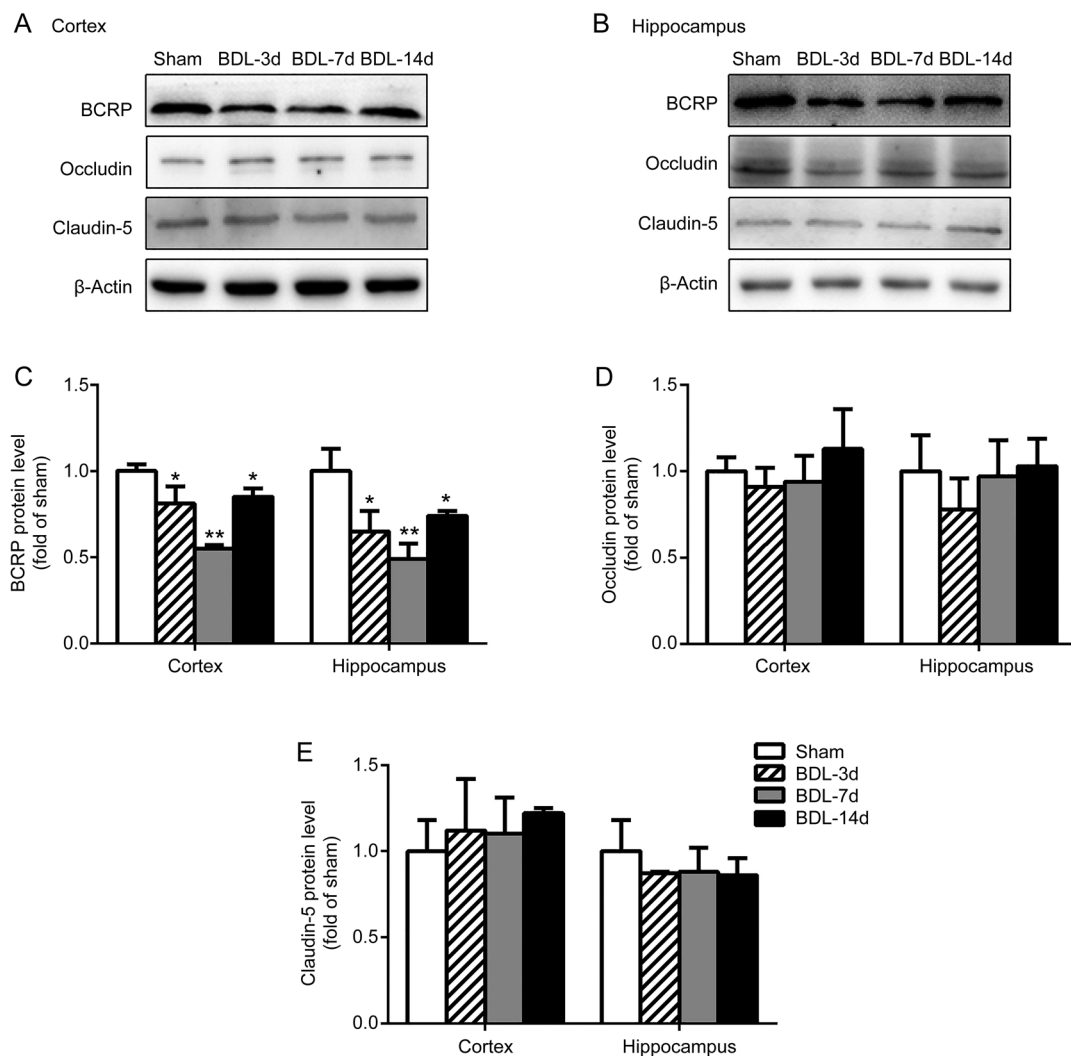 A Cortex
Sham BDL-3d BDL-7d BDL-14d
BCRP
Occludin
Claudin-5
β-Actin
B Hippocampus
Sham BDL-3d BDL-7d BDL-14d
BCRP
Occludin
Claudin-5
β-Actin
C
BCRP protein level
(fold of sham)
1.5
1.0
0.5
0.0
* ** *
* ** *
Cortex Hippocampus
D
Occludin protein level
(fold of sham)
1.5
1.0
0.5
0.0
Cortex Hippocampus
E
Claudin-5 protein level
(fold of sham)
1.5
1.0
0.5
0.0
Cortex Hippocampus
Sham
BDL-3d
BDL-7d
BDL-14d